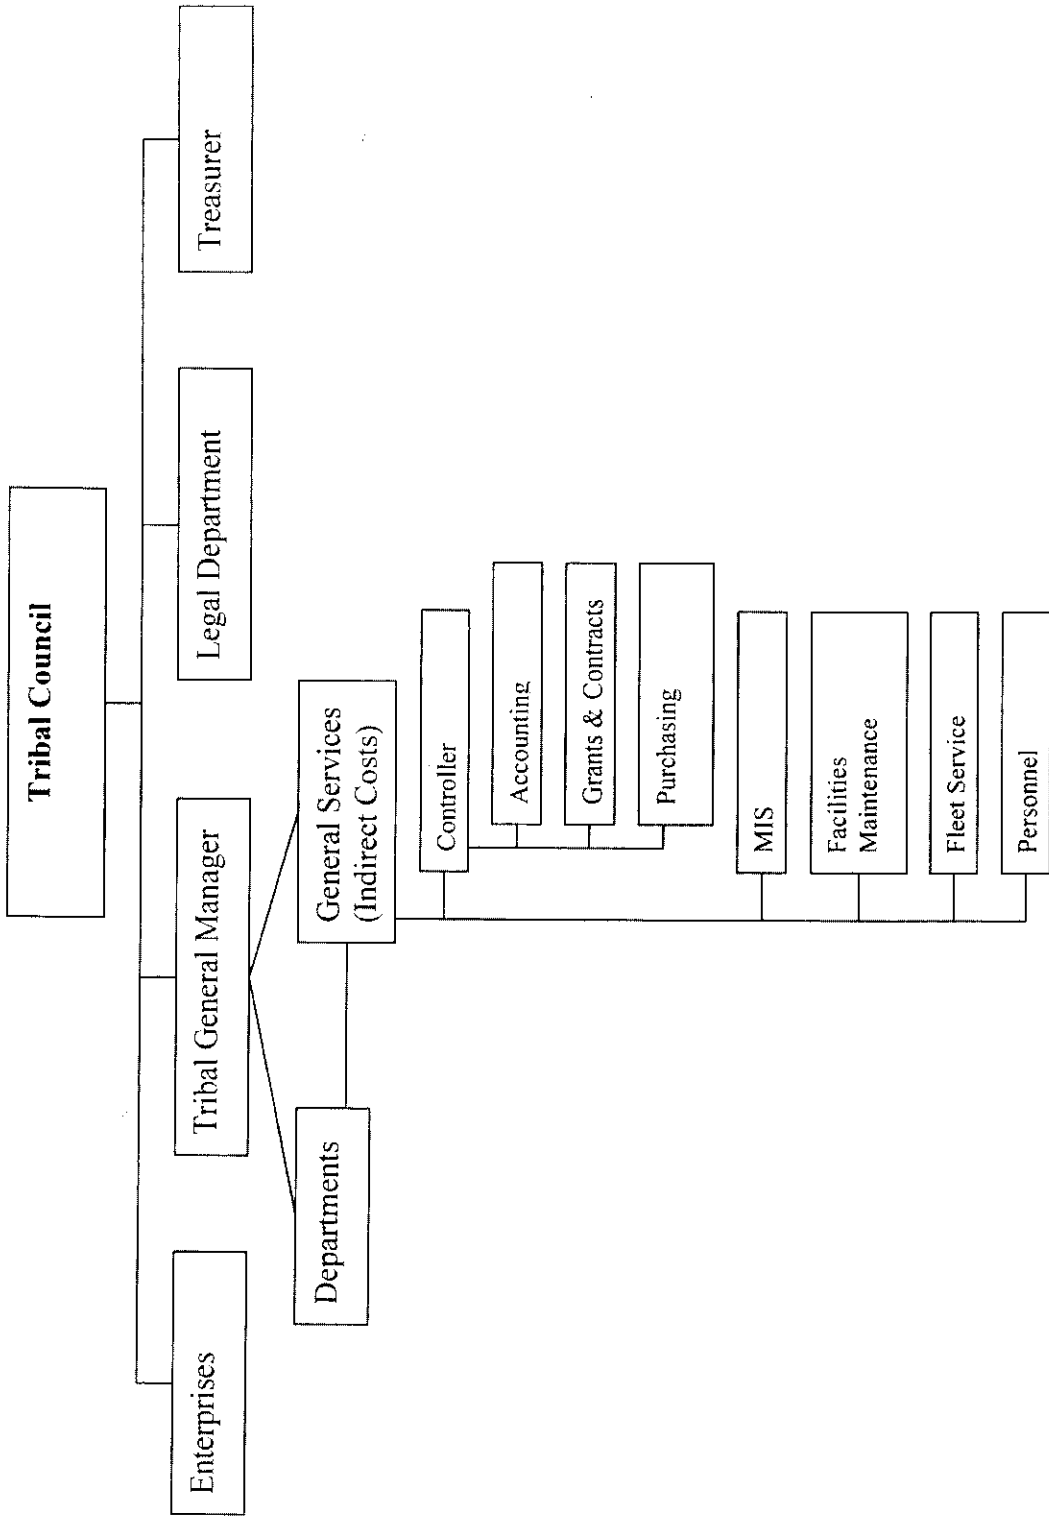 Tribal Council
Enterprises
Tribal General Manager
Legal Department
Treasurer
Departments
General Services
(Indirect Costs)
Controller
Accounting
Grants & Contracts
Purchasing
MIS
Facilities
Maintenance
Fleet Service
Personnel